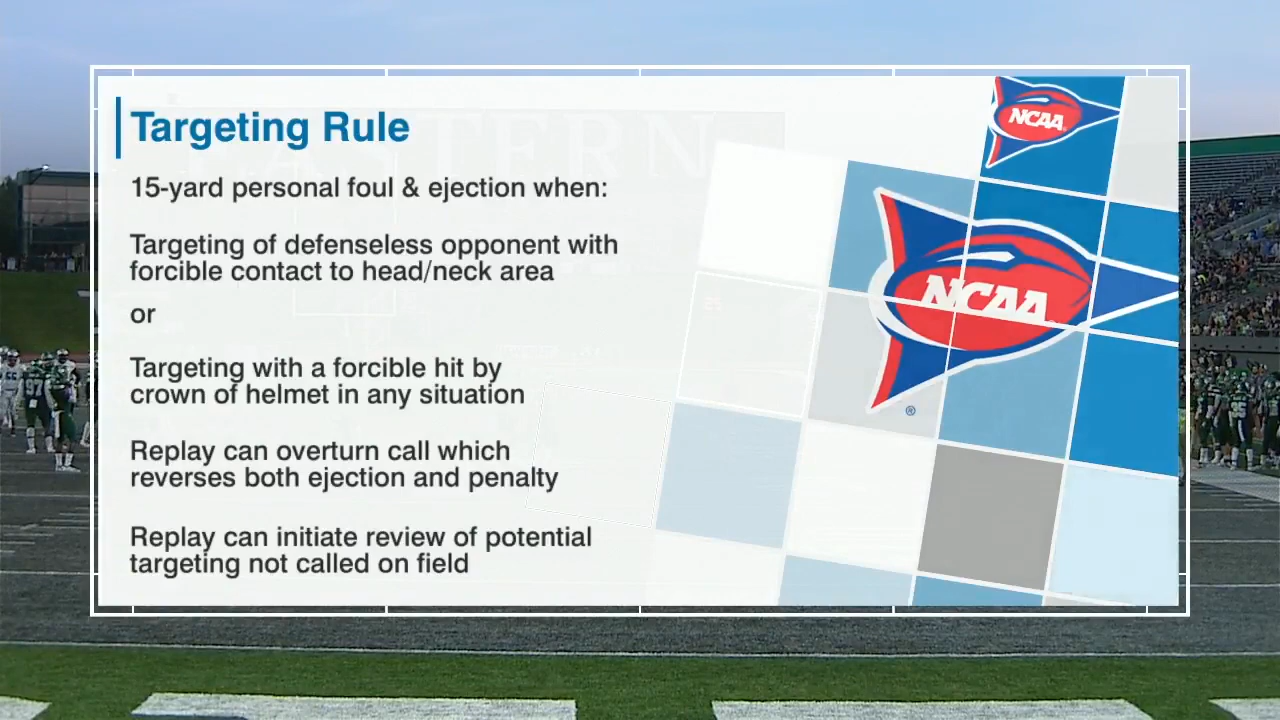 Targeting Rule
15-yard personal foul & ejection when:
Targeting of defenseless opponent with
forcible contact to head/neck area
or
Targeting with a forcible hit by
crown of helmet in any situation
Replay can overturn call which
reverses both ejection and penalty
Replay can initiate review of potential
targeting not called on field
NCAA
NCAA
®
EASTERN
97